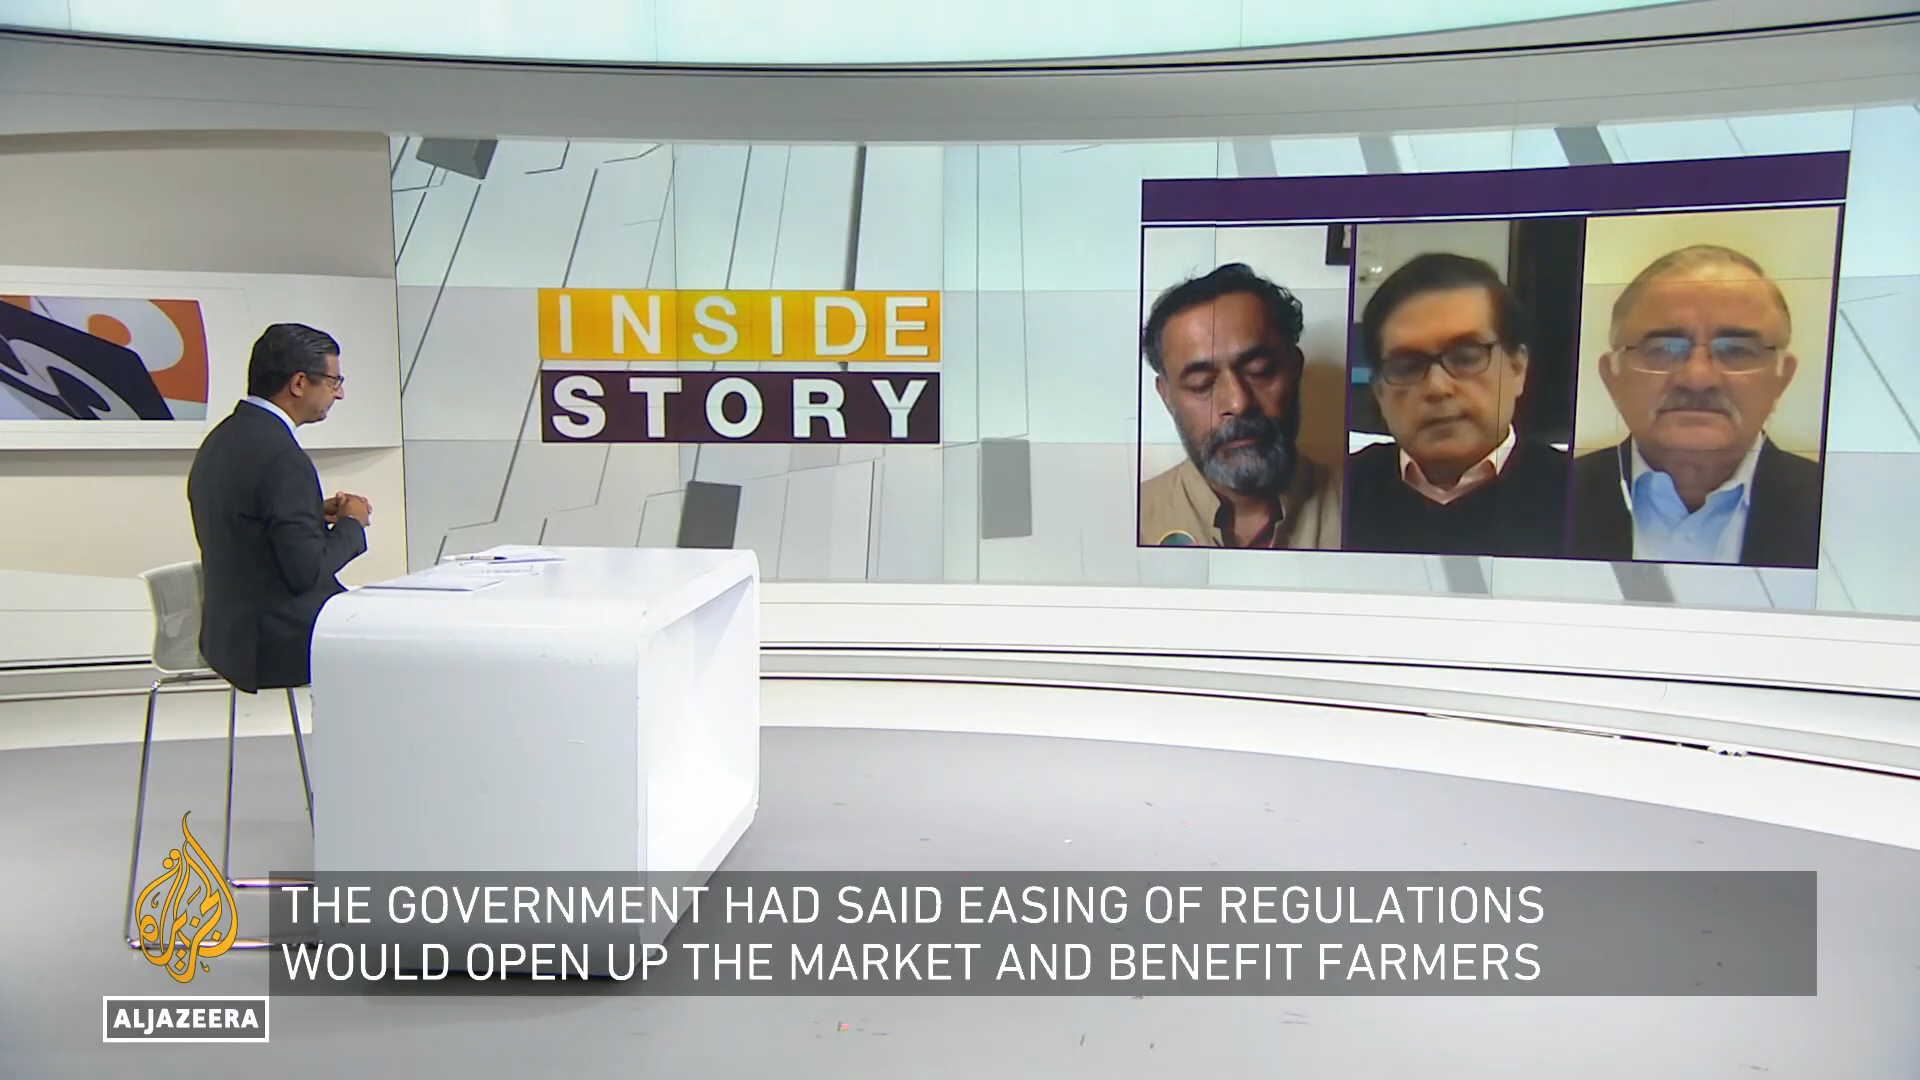 INSIDE
STORY
THE GOVERNMENT HAD SAID EASING OF REGULATIONS
WOULD OPEN UP THE MARKET AND BENEFIT FARMERS
الجزيرة
ALJAZEERA